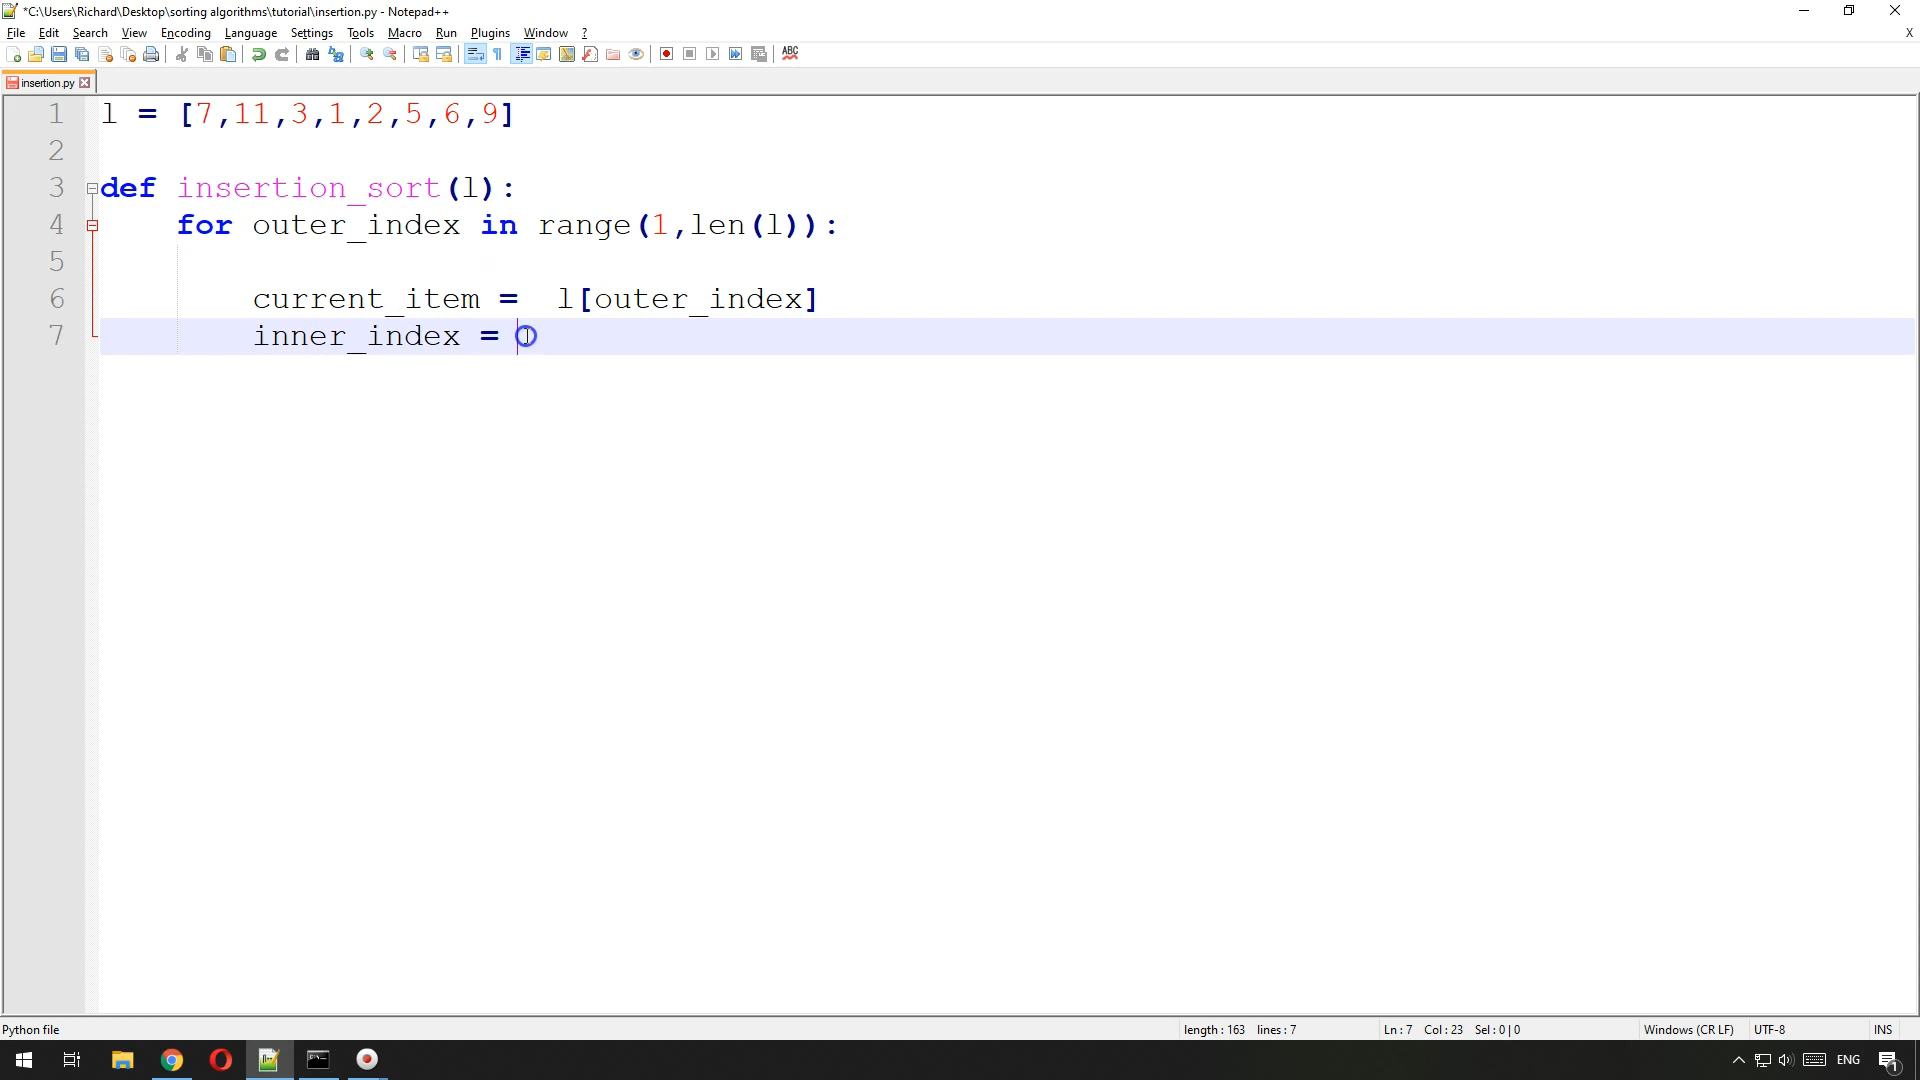 *C:\Users\Richard\Desktop\sorting algorithms\tutorial\insertion.py - Notepad++
File Edit Search View Encoding Language Settings Tools Macro Run Plugins Window ? X
ABC
insertion.py
1 l = [7,11,3,1,2,5,6,9]
2
3 def insertion_sort(l):
4 for outer_index in range(1,len(l)):
5
6 current_item =  l[outer_index]
7 inner_index =
Python file length : 163 lines : 7 Ln : 7 Col : 23 Sel : 0 | 0 Windows (CR LF) UTF-8 INS
ENG 1